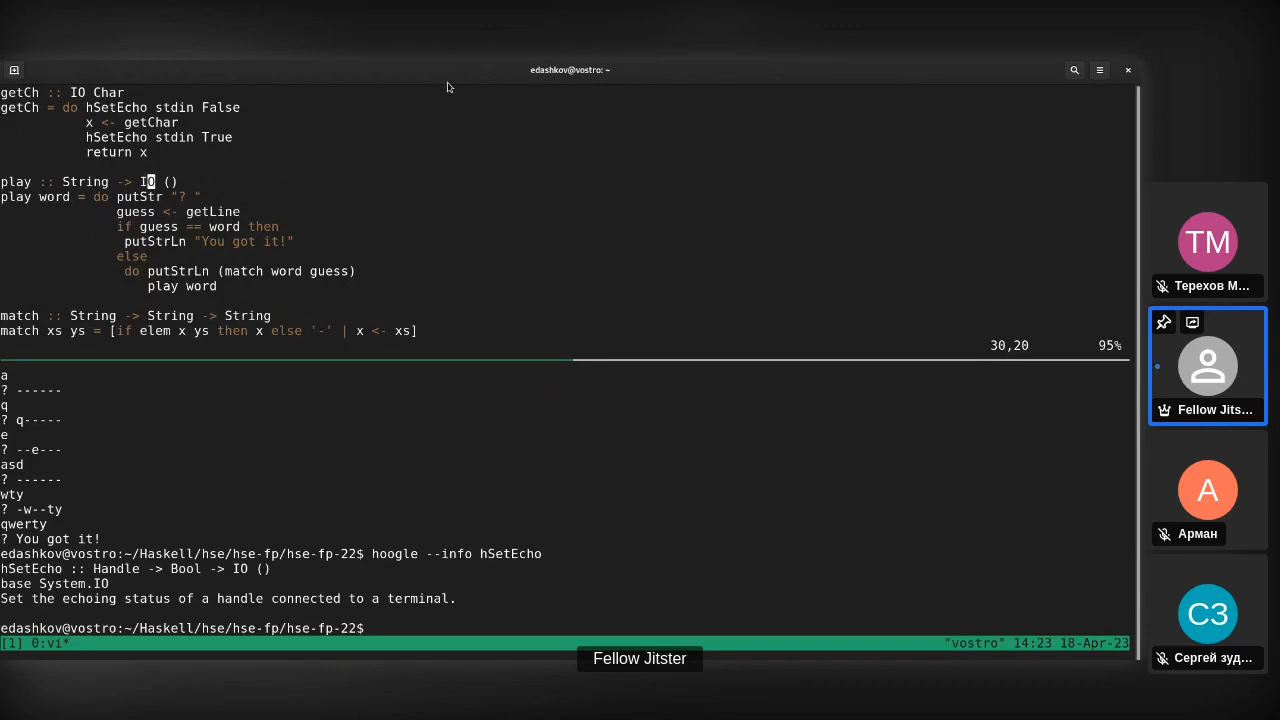 edashkov@vostro: ~
getCh :: IO Char
getCh = do hSetEcho stdin False
           x <- getChar
           hSetEcho stdin True
           return x
play :: String -> IO ()
play word = do putStr "? "
               guess <- getLine
               if guess == word then
                putStrLn "You got it!"
               else
                do putStrLn (match word guess)
                   play word
match :: String -> String -> String
match xs ys = [if elem x ys then x else '-' | x <- xs]
30,20 95%
a
? ------
q
? q-----
e
? --e---
asd
? ------
wty
? -w--ty
qwerty
? You got it!
edashkov@vostro:~/Haskell/hse/hse-fp/hse-fp-22$ hoogle --info hSetEcho
hSetEcho :: Handle -> Bool -> IO ()
base System.IO
Set the echoing status of a handle connected to a terminal.
edashkov@vostro:~/Haskell/hse/hse-fp/hse-fp-22$
[1] 0:vi* "vostro" 14:23 18-Apr-23
Fellow Jitster
TM
Терехов М...
Fellow Jits...
А
Арман
СЗ
Сергей зуд...